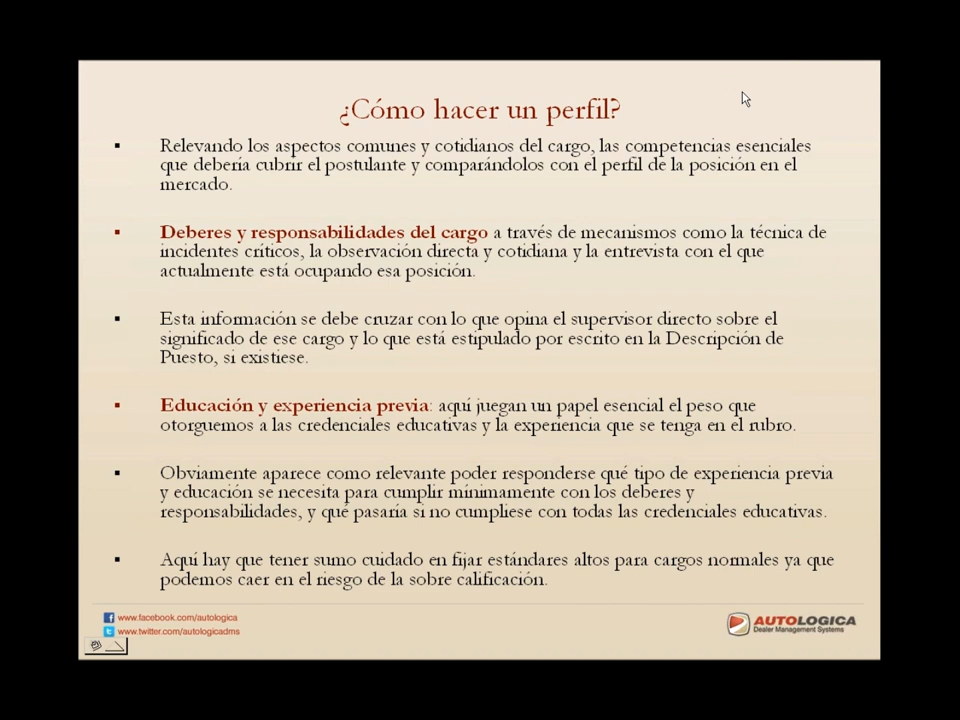 ¿Cómo hacer un perfil?
▪ Relevando los aspectos comunes y cotidianos del cargo, las competencias esenciales
que debería cubrir el postulante y comparándolos con el perfil de la posición en el
mercado.
▪ Deberes y responsabilidades del cargo a través de mecanismos como la técnica de
incidentes críticos, la observación directa y cotidiana y la entrevista con el que
actualmente está ocupando esa posición.
▪ Esta información se debe cruzar con lo que opina el supervisor directo sobre el
significado de ese cargo y lo que está estipulado por escrito en la Descripción de
Puesto, si existiese.
▪ Educación y experiencia previa: aquí juegan un papel esencial el peso que
otorguemos a las credenciales educativas y la experiencia que se tenga en el rubro.
▪ Obviamente aparece como relevante poder responderse qué tipo de experiencia previa
y educación se necesita para cumplir mínimamente con los deberes y
responsabilidades, y qué pasaría si no cumpliese con todas las credenciales educativas.
▪ Aquí hay que tener sumo cuidado en fijar estándares altos para cargos normales ya que
podemos caer en el riesgo de la sobre calificación.
www.facebook.com/autologica
www.twitter.com/autologicadms
AUTOLOGICA
Dealer Management Systems